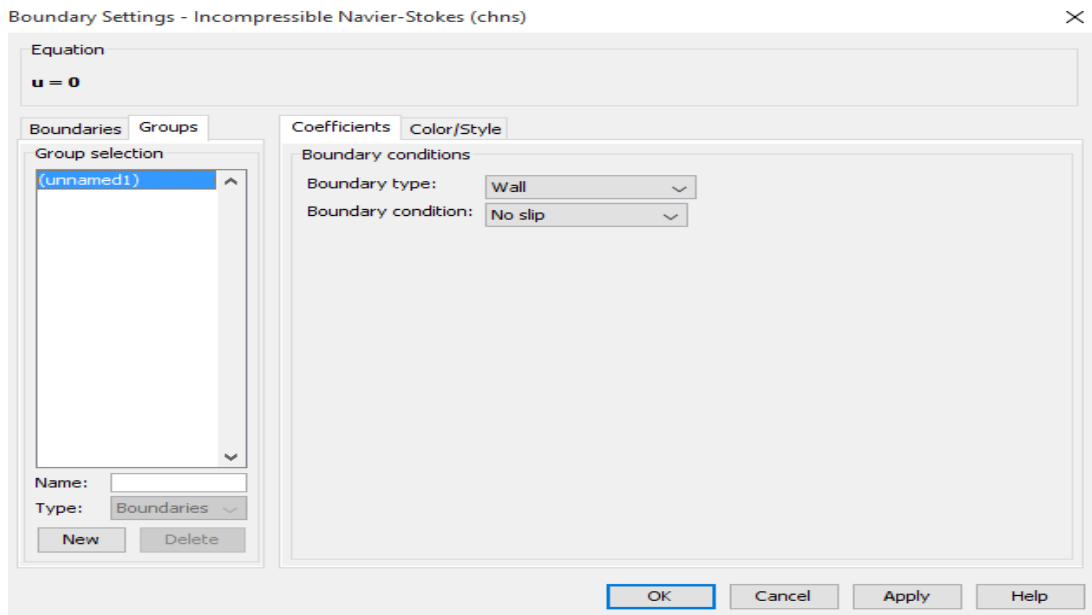 Boundary Settings - Incompressible Navier-Stokes (chns)
Equation
u = 0
Boundaries Groups
Group selection
(unnamed1)
Name:
Type: Boundaries
New Delete
Coefficients Color/Style
Boundary conditions
Boundary type: Wall
Boundary condition: No slip
OK Cancel Apply Help